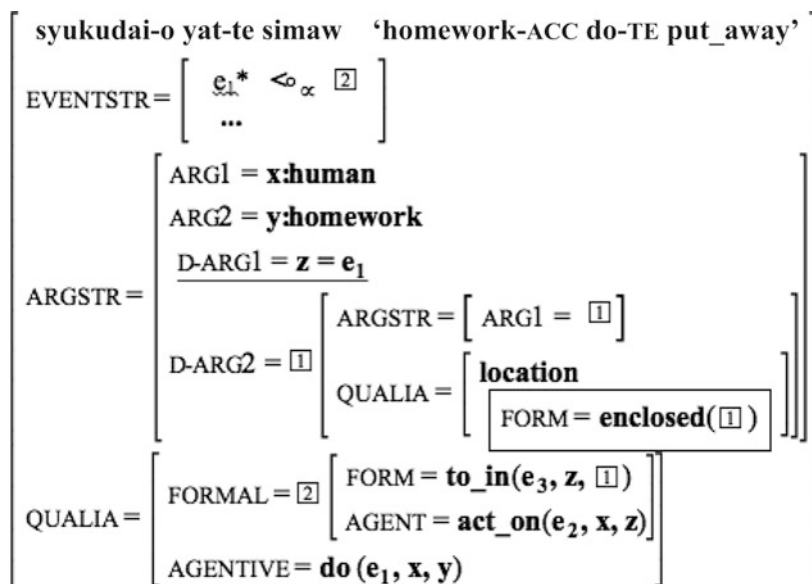 syukudai-o yat-te simaw ‘homework-ACC do-TE put_away’
EVENTSTR = [ e₁* <o∝ [2]
... ]
ARG1 = x:human
ARG2 = y:homework
D-ARG1 = z = e₁
ARGSTR =
ARGSTR = [ ARG1 = [1] ]
D-ARG2 = [1]
QUALIA = [ location
FORM = enclosed([1]) ]
FORMAL = [2] [ FORM = to_in(e₃, z, [1])
AGENT = act_on(e₂, x, z) ]
QUALIA =
AGENTIVE = do (e₁, x, y)